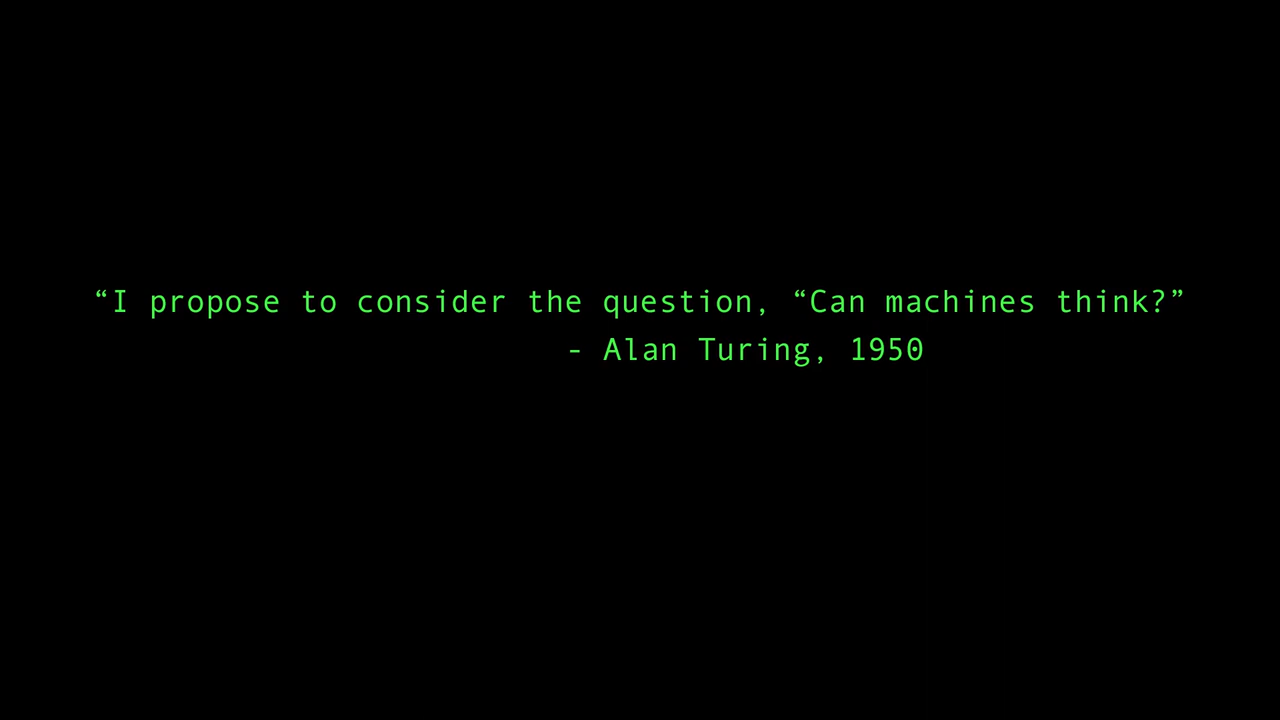 “I propose to consider the question, “Can machines think?”
- Alan Turing, 1950